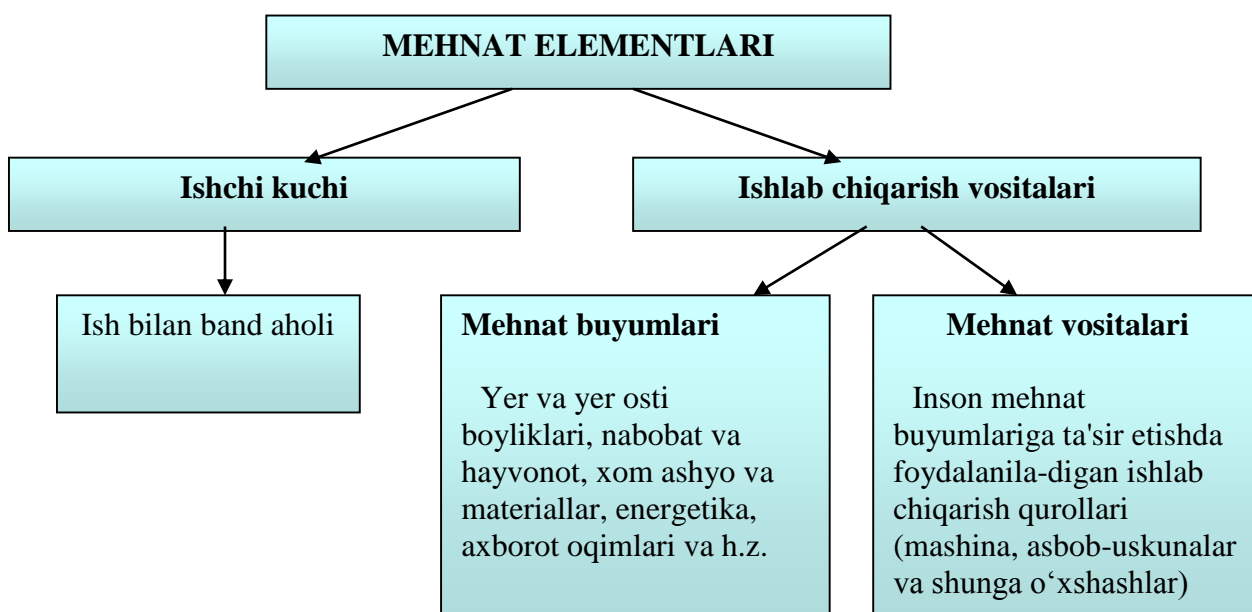 MEHNAT ELEMENTLARI
Ishchi kuchi
Ishlab chiqarish vositalari
Ish bilan band aholi
Mehnat buyumlari
Yer va yer osti
boyliklari, nabobat va
hayvonot, xom ashyo va
materiallar, energetika,
axborot oqimlari va h.z.
Mehnat vositalari
Inson mehnat
buyumlariga ta'sir etishda
foydalanila-digan ishlab
chiqarish qurollari
(mashina, asbob-uskunalar
va shunga o‘xshashlar)